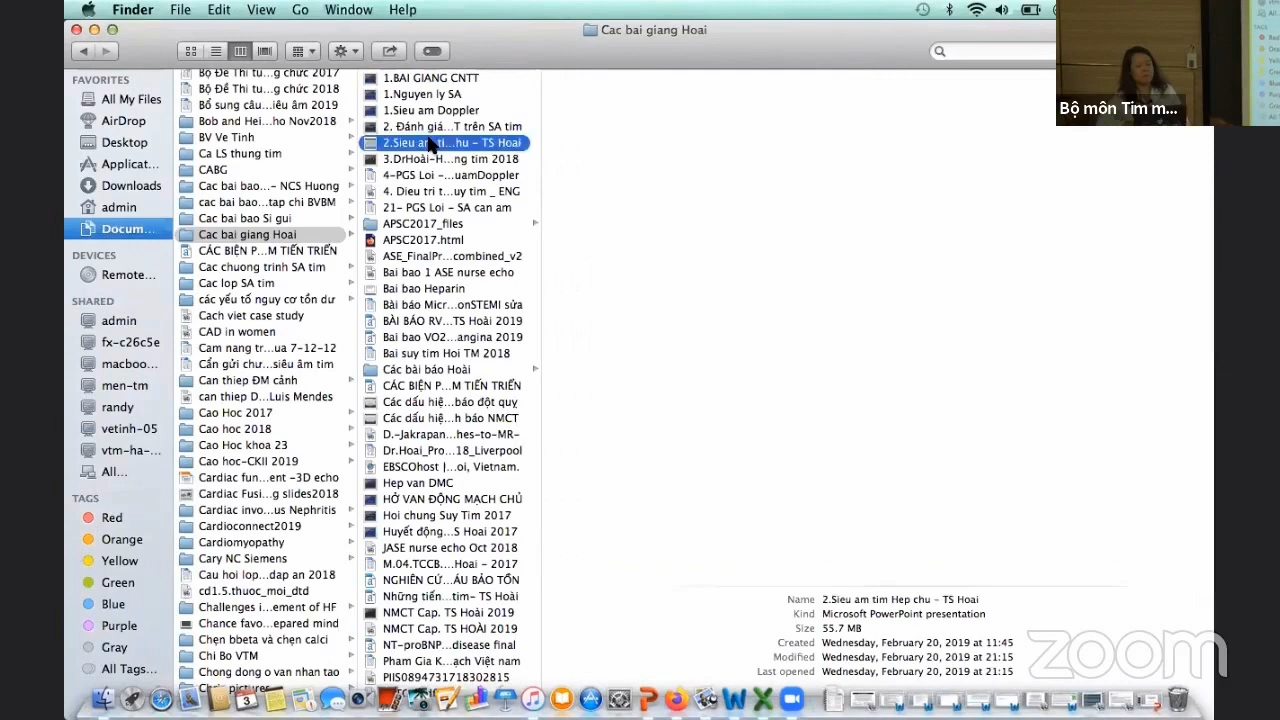 Finder File Edit View Go Window Help
Cac bai giang Hoai
FAVORITES
All My Files
AirDrop
Desktop
Applicat...
Downloads
admin
Docum...
DEVICES
Remote...
SHARED
admin
fx-c26c5e
macboo...
men-tm
randy
vetinh-05
vtm-ha-...
All...
TAGS
Red
Orange
Yellow
Green
Blue
Purple
Gray
All Tags...
Bộ Đề Thi tu...g chức 2017
Bộ Đề Thi tu...g chức 2018
Bổ sung câu...iêu âm 2019
Bob and Hei...ho Nov2018
BV Ve Tinh
Ca LS thung tim
CABG
Cac bai bao...- NCS Huong
cac bai bao...tap chi BVBM
Cac bai bao Si gui
Cac bai giang Hoai
CÁC BIỆN P...M TIẾN TRIỂN
Cac chuong trinh SA tim
Cac lop SA tim
các yếu tố nguy cơ tồn dư
Cach viet case study
CAD in women
Cam nang tr...ua 7-12-12
Cẩn gửi chư...siêu âm tim
Can thiep ĐM cảnh
can thiep D...Luis Mendes
Cao Hoc 2017
Cao hoc 2018
Cao Hoc khoa 23
Cao hoc-CKII 2019
Cardiac fun...ent -3D echo
Cardiac Fusi...g slides2018
Cardiac invo...us Nephritis
Cardioconnect2019
Cardiomyopathy
Cary NC Siemens
Cau hoi lop...dap an 2018
cd1.5.thuoc_moi_dtd
Challenges i...ement of HF
Chance favo...epared mind
Chẹn bbeta và chẹn calci
Chi Bo VTM
Chong dong o van nhan tao
1.BAI GIANG CNTT
1.Nguyen ly SA
1.Sieu am Doppler
2. Đánh giá...T trên SA tim
2.Sieu am ti...hu - TS Hoai
3.DrHoài-H...ng tim 2018
4-PGS Loi -...uamDoppler
4. Dieu tri t...uy tim _ ENG
21- PGS Loi - SA can am
APSC2017_files
APSC2017.html
ASE_FinalPr...combined_v2
Bai bao 1 ASE nurse echo
Bai bao Heparin
Bài báo Micr...onSTEMI sửa
BÀI BÁO RV...TS Hoài 2019
Bai bao VO2...angina 2019
Bai suy tim Hoi TM 2018
Các bài báo Hoài
CÁC BIỆN P...M TIẾN TRIỂN
Các dấu hiệ...báo đột quỵ
Các dấu hiệ...h báo NMCT
D.-Jakrapan...hes-to-MR-
Dr.Hoai_Pro...18_Liverpool
EBSCOhost |...oi, Vietnam.
Hep van DMC
HỞ VAN ĐỘNG MẠCH CHỦ
Hoi chung Suy Tim 2017
Huyết động...S Hoai 2017
JASE nurse echo Oct 2018
M.04.TCCB....Hoai - 2017
NGHIÊN CỨ...ÁU BẢO TỒN
Những tiến...tim- TS Hoài
NMCT Cap. TS Hoài 2019
NMCT Cap. TS HOÀI 2019
NT-proBNP...disease final
Pham Gia K...ạch Việt nam
PIIS0894731718302815
Name 2.Sieu am tim Hep chu - TS Hoai
Kind Microsoft PowerPoint presentation
Size 55.7 MB
Created Wednesday, February 20, 2019 at 11:45
Modified Wednesday, February 20, 2019 at 21:15
Last opened Wednesday, February 20, 2019 at 21:15
Bộ môn Tim m...
zoom